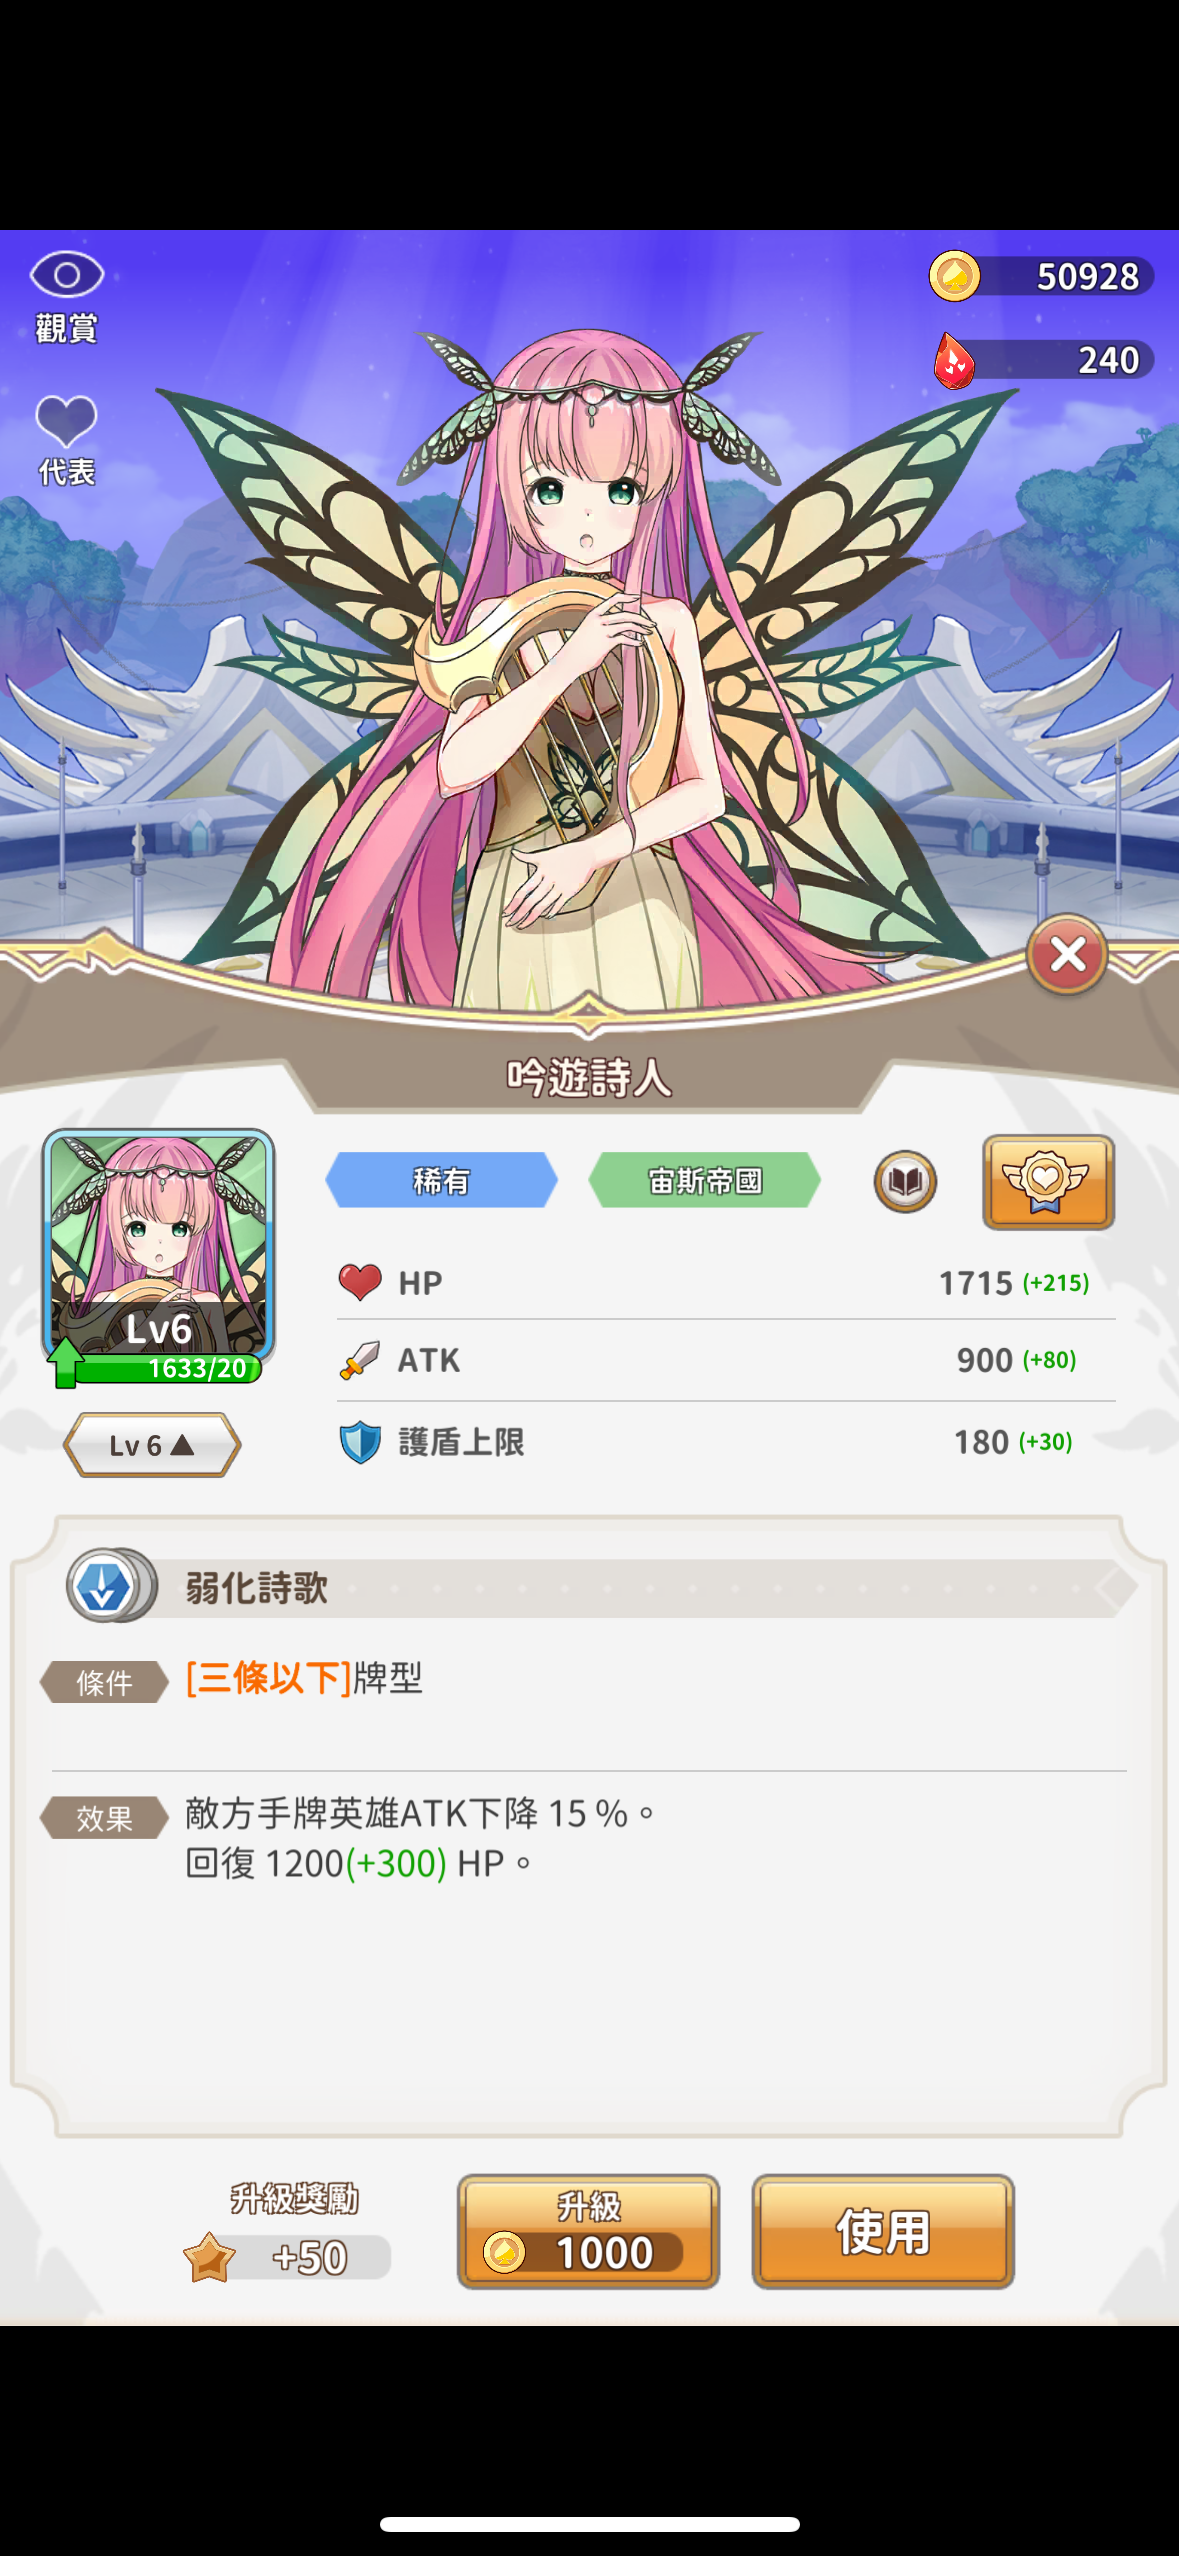 觀賞
50928
240
代表
吟遊詩人
稀有
宙斯帝國
HP 1715 (+215)
Lv6
1633/20
ATK 900 (+80)
Lv 6 ▲
護盾上限 180 (+30)
弱化詩歌
條件
[三條以下]牌型
效果
敵方手牌英雄ATK下降 15 %。
回復 1200(+300) HP。
升級獎勵
+50
升級
1000
使用